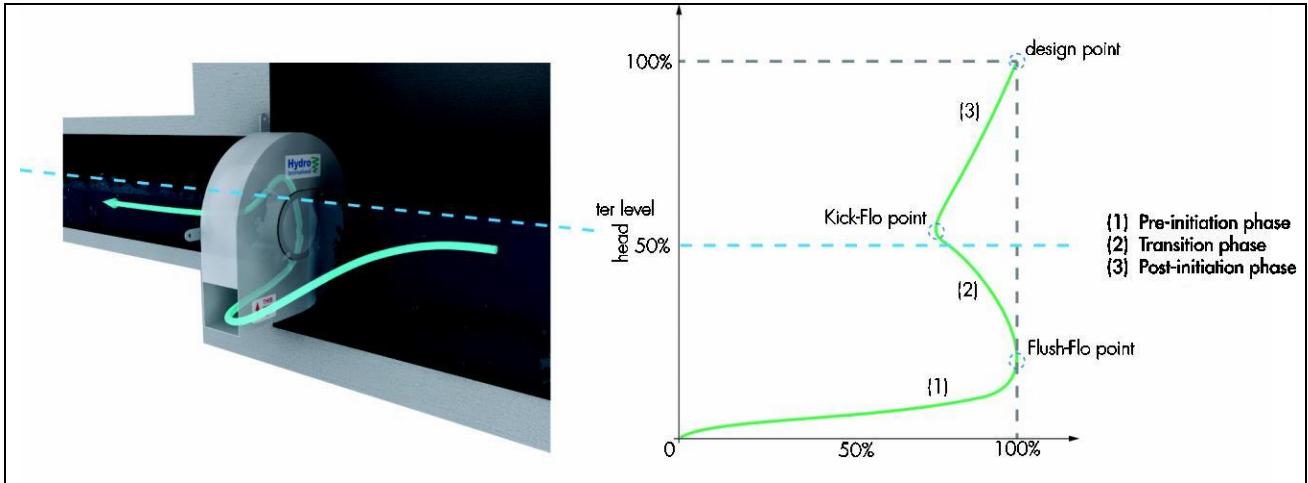 Hydro
International
100%
design point
(3)
Kick-Flo point
ter level
head
50%
(2)
Flush-Flo point
(1)
0
50%
100%
(1) Pre-initiation phase
(2) Transition phase
(3) Post-initiation phase